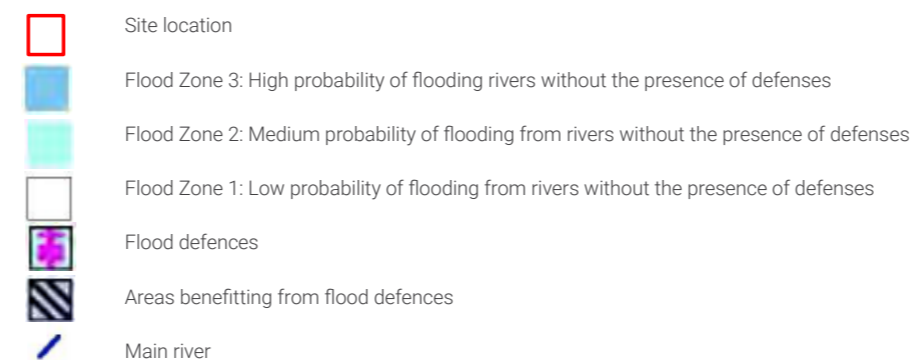 Site location
Flood Zone 3: High probability of flooding rivers without the presence of defenses
Flood Zone 2: Medium probability of flooding from rivers without the presence of defenses
Flood Zone 1: Low probability of flooding from rivers without the presence of defenses
Flood defences
Areas benefitting from flood defences
Main river